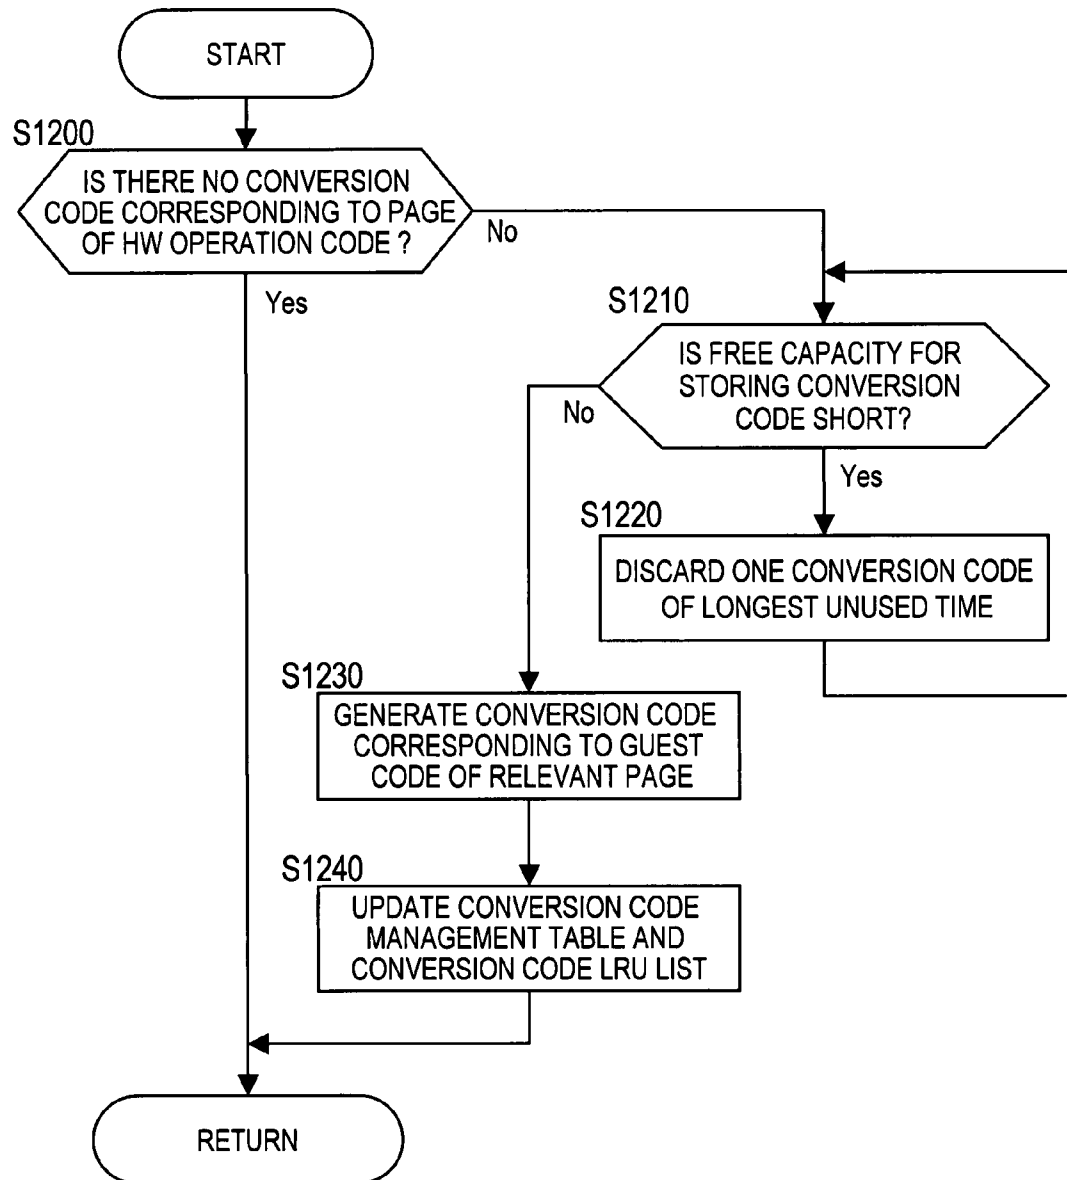 START
S1200
IS THERE NO CONVERSION
CODE CORRESPONDING TO PAGE
OF HW OPERATION CODE ?
No
Yes
S1210
IS FREE CAPACITY FOR
STORING CONVERSION
CODE SHORT?
No
Yes
S1220
DISCARD ONE CONVERSION CODE
OF LONGEST UNUSED TIME
S1230
GENERATE CONVERSION CODE
CORRESPONDING TO GUEST
CODE OF RELEVANT PAGE
S1240
UPDATE CONVERSION CODE
MANAGEMENT TABLE AND
CONVERSION CODE LRU LIST
RETURN